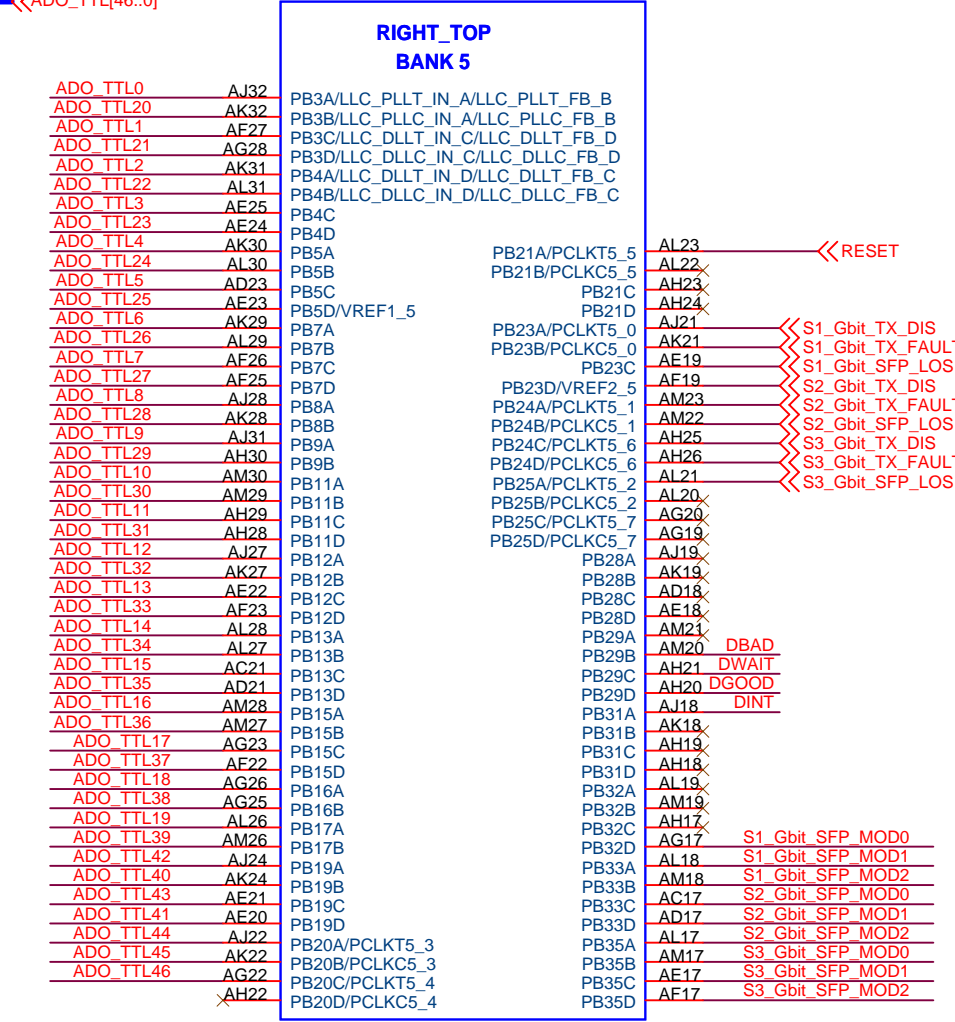 ADO_TTL[46..0]
RIGHT_TOP
BANK 5
ADO_TTL0 AJ32 PB3A/LLC_PLLT_IN_A/LLC_PLLT_FB_B
ADO_TTL20 AK32 PB3B/LLC_PLLC_IN_A/LLC_PLLC_FB_B
ADO_TTL1 AF27 PB3C/LLC_DLLT_IN_C/LLC_DLLT_FB_D
ADO_TTL21 AG28 PB3D/LLC_DLLC_IN_C/LLC_DLLC_FB_D
ADO_TTL2 AK31 PB4A/LLC_DLLT_IN_D/LLC_DLLT_FB_C
ADO_TTL22 AL31 PB4B/LLC_DLLC_IN_D/LLC_DLLC_FB_C
ADO_TTL3 AE25 PB4C
ADO_TTL23 AE24 PB4D
ADO_TTL4 AK30 PB5A
ADO_TTL24 AL30 PB5B
ADO_TTL5 AD23 PB5C
ADO_TTL25 AE23 PB5D/VREF1_5
ADO_TTL6 AK29 PB7A
ADO_TTL26 AL29 PB7B
ADO_TTL7 AF26 PB7C
ADO_TTL27 AF25 PB7D
ADO_TTL8 AJ28 PB8A
ADO_TTL28 AK28 PB8B
ADO_TTL9 AJ31 PB9A
ADO_TTL29 AH30 PB9B
ADO_TTL10 AM30 PB11A
ADO_TTL30 AM29 PB11B
ADO_TTL11 AH29 PB11C
ADO_TTL31 AH28 PB11D
ADO_TTL12 AJ27 PB12A
ADO_TTL32 AK27 PB12B
ADO_TTL13 AE22 PB12C
ADO_TTL33 AF23 PB12D
ADO_TTL14 AL28 PB13A
ADO_TTL34 AL27 PB13B
ADO_TTL15 AC21 PB13C
ADO_TTL35 AD21 PB13D
ADO_TTL16 AM28 PB15A
ADO_TTL36 AM27 PB15B
ADO_TTL17 AG23 PB15C
ADO_TTL37 AF22 PB15D
ADO_TTL18 AG26 PB16A
ADO_TTL38 AG25 PB16B
ADO_TTL19 AL26 PB17A
ADO_TTL39 AM26 PB17B
ADO_TTL42 AJ24 PB19A
ADO_TTL40 AK24 PB19B
ADO_TTL43 AE21 PB19C
ADO_TTL41 AE20 PB19D
ADO_TTL44 AJ22 PB20A/PCLKT5_3
ADO_TTL45 AK22 PB20B/PCLKC5_3
ADO_TTL46 AG22 PB20C/PCLKT5_4
AH22 PB20D/PCLKC5_4
PB21A/PCLKT5_5 AL23 RESET
PB21B/PCLKC5_5 AL22
PB21C AH23
PB21D AH24
PB23A/PCLKT5_0 AJ21 S1_Gbit_TX_DIS
PB23B/PCLKC5_0 AK21 S1_Gbit_TX_FAULT
PB23C AE19 S1_Gbit_SFP_LOS
PB23D/VREF2_5 AF19 S2_Gbit_TX_DIS
PB24A/PCLKT5_1 AM23 S2_Gbit_TX_FAULT
PB24B/PCLKC5_1 AM22 S2_Gbit_SFP_LOS
PB24C/PCLKT5_6 AH25 S3_Gbit_TX_DIS
PB24D/PCLKC5_6 AH26 S3_Gbit_TX_FAULT
PB25A/PCLKT5_2 AL21 S3_Gbit_SFP_LOS
PB25B/PCLKC5_2 AL20
PB25C/PCLKT5_7 AG20
PB25D/PCLKC5_7 AG19
PB28A AJ19
PB28B AK19
PB28C AD18
PB28D AE18
PB29A AM21
PB29B AM20 DBAD
PB29C AH21 DWAIT
PB29D AH20 DGOOD
PB31A AJ18 DINT
PB31B AK18
PB31C AH19
PB31D AH18
PB32A AL19
PB32B AM19
PB32C AH17
PB32D AG17 S1_Gbit_SFP_MOD0
PB33A AL18 S1_Gbit_SFP_MOD1
PB33B AM18 S1_Gbit_SFP_MOD2
PB33C AC17 S2_Gbit_SFP_MOD0
PB33D AD17 S2_Gbit_SFP_MOD1
PB35A AL17 S2_Gbit_SFP_MOD2
PB35B AM17 S3_Gbit_SFP_MOD0
PB35C AE17 S3_Gbit_SFP_MOD1
PB35D AF17 S3_Gbit_SFP_MOD2